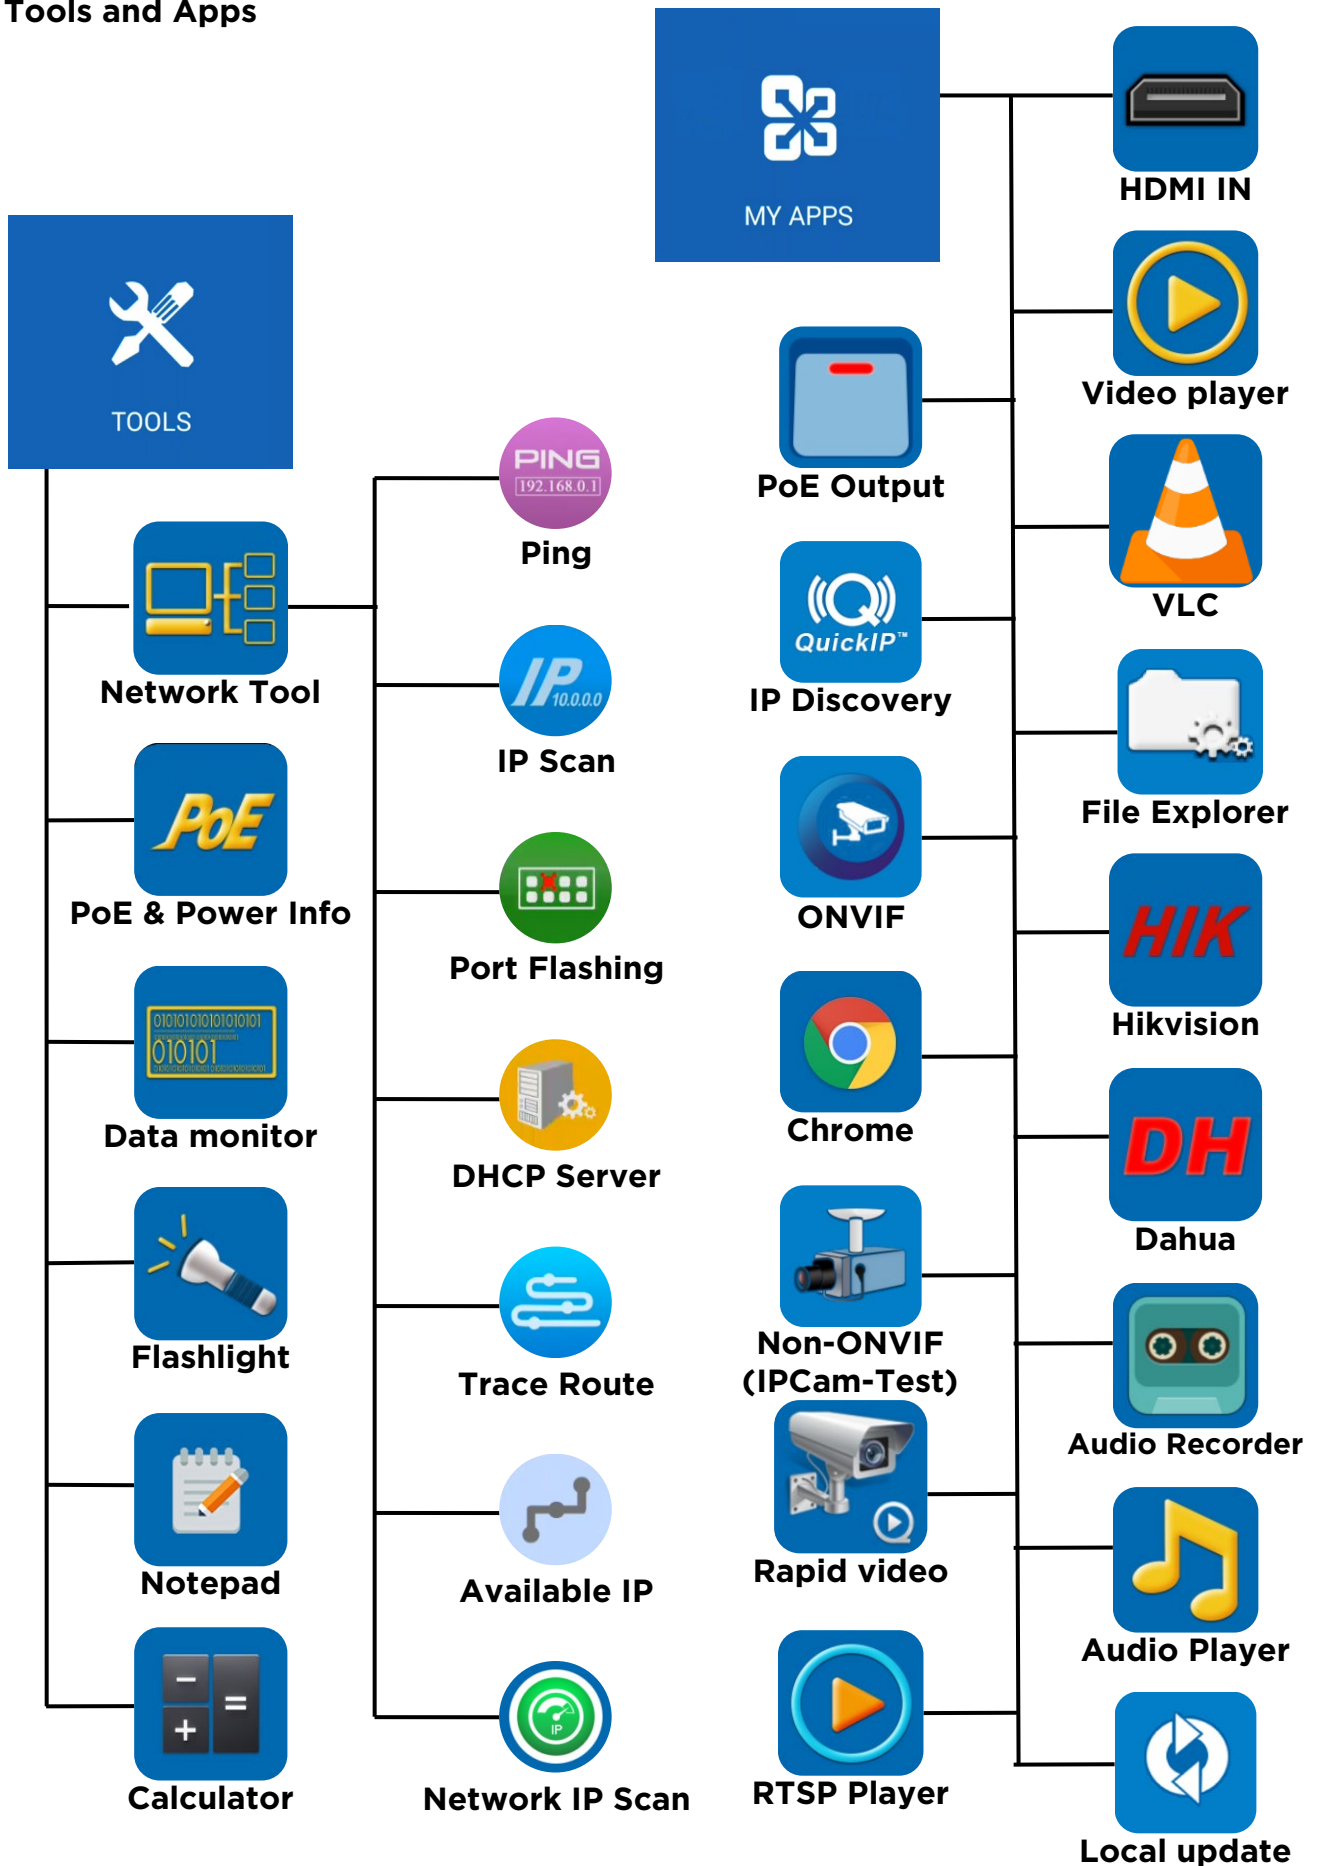 Tools and Apps
TOOLS
Network Tool
PoE
PoE & Power Info
01010101010101010101
010101
Data monitor
Flashlight
Notepad
Calculator
PING
192.168.0.1
Ping
IP
10.0.0.0
IP Scan
Port Flashing
DHCP Server
Trace Route
Available IP
IP
Network IP Scan
MY APPS
PoE Output
Q
QuickIP™
IP Discovery
ONVIF
Chrome
Non-ONVIF
(IPCam-Test)
Rapid video
RTSP Player
HDMI IN
Video player
VLC
File Explorer
HIK
Hikvision
DH
Dahua
Audio Recorder
Audio Player
Local update